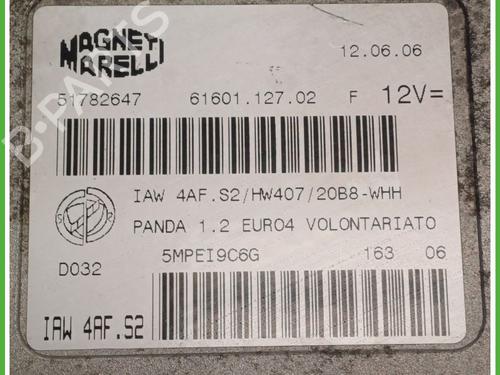 MAGNETI
MARELLI
12.06.06
51782647
61601.127.02
F
12V=
IAW 4AF.S2/HW407/20B8-WHH
PANDA 1.2 EURO4 VOLONTARIATO
D032
5MPEI9C6G
163
06
IAW 4AF.S2
B-PARTS